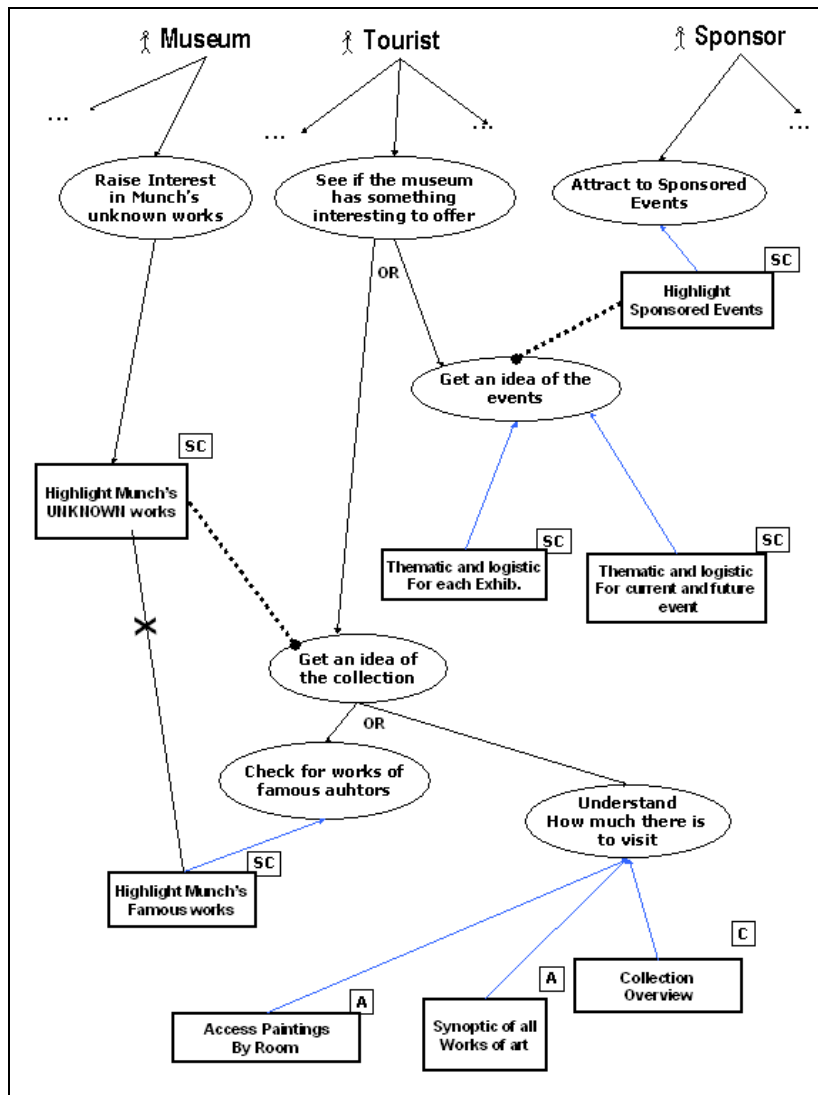 Museum
Tourist
Sponsor
...
...
...
...
Raise Interest
in Munch's
unknown works
See if the museum
has something
interesting to offer
Attract to Sponsored
Events
OR
SC
Highlight
Sponsored Events
Get an idea of the
events
SC
Highlight Munch's
UNKNOWN works
SC
Thematic and logistic
For each Exhib.
SC
Thematic and logistic
For current and future
event
Get an idea of
the collection
OR
Check for works of
famous auhtors
Understand
How much there is
to visit
SC
Highlight Munch's
Famous works
C
Collection
Overview
A
Access Paintings
By Room
A
Synoptic of all
Works of art